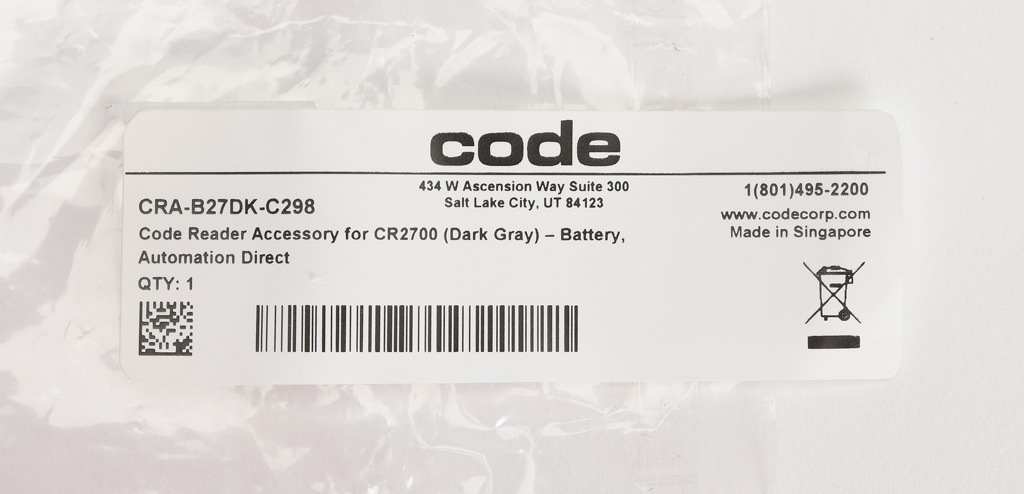 code
434 W Ascension Way Suite 300
Salt Lake City, UT 84123
1(801)495-2200
www.codecorp.com
Made in Singapore
CRA-B27DK-C298
Code Reader Accessory for CR2700 (Dark Gray) – Battery,
Automation Direct
QTY: 1